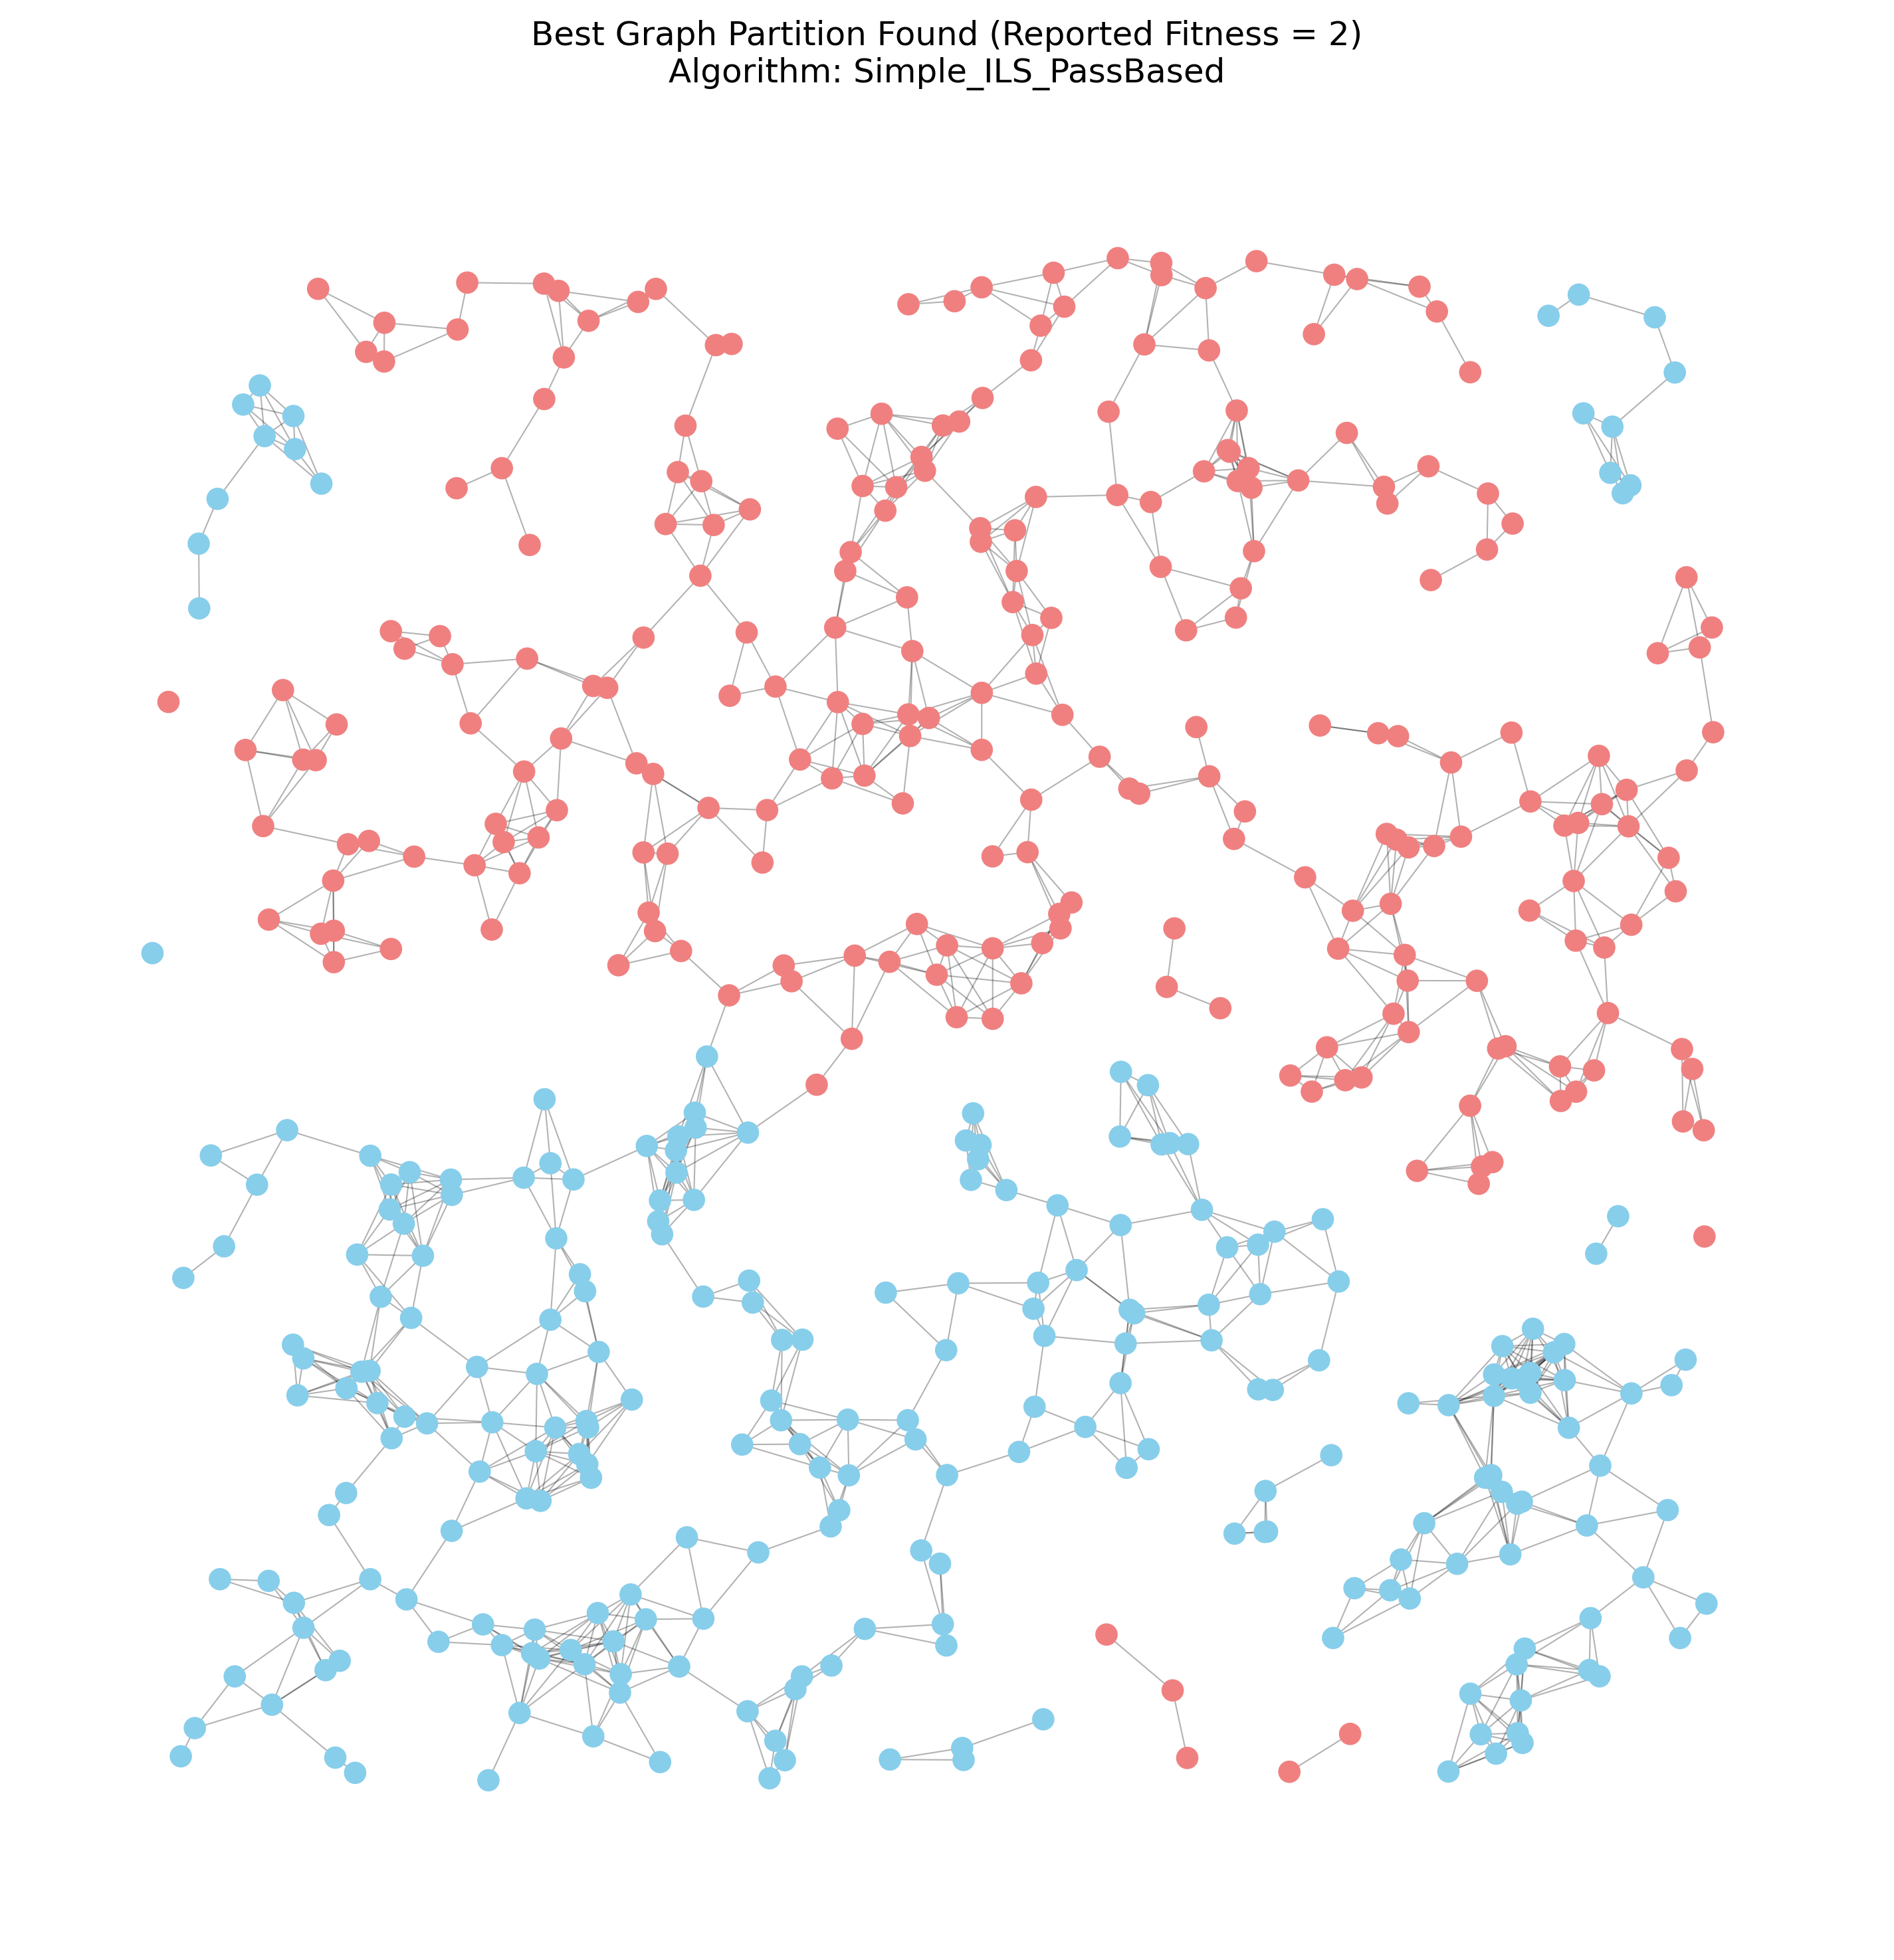 Best Graph Partition Found (Reported Fitness = 2)
Algorithm: Simple_ILS_PassBased